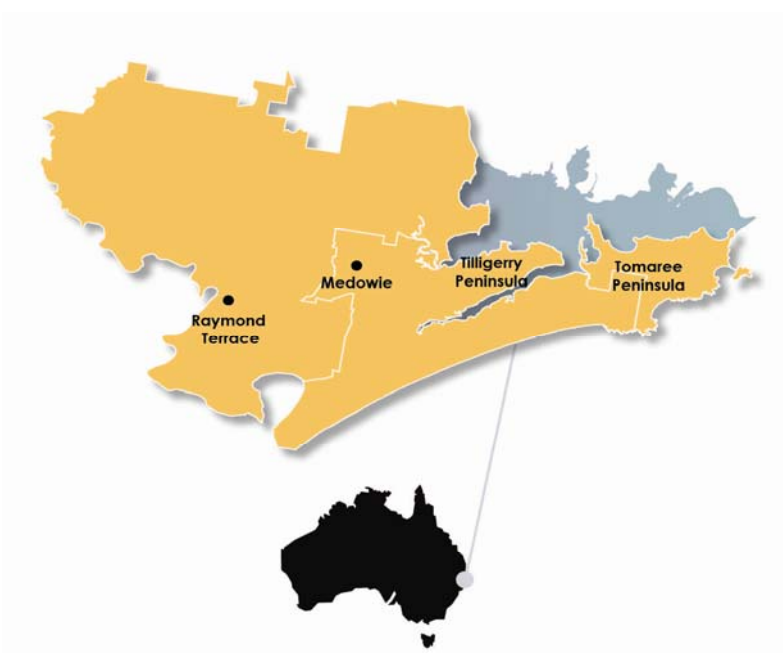 Tilligerry
Peninsula
Tomaree
Peninsula
Medowie
Raymond
Terrace